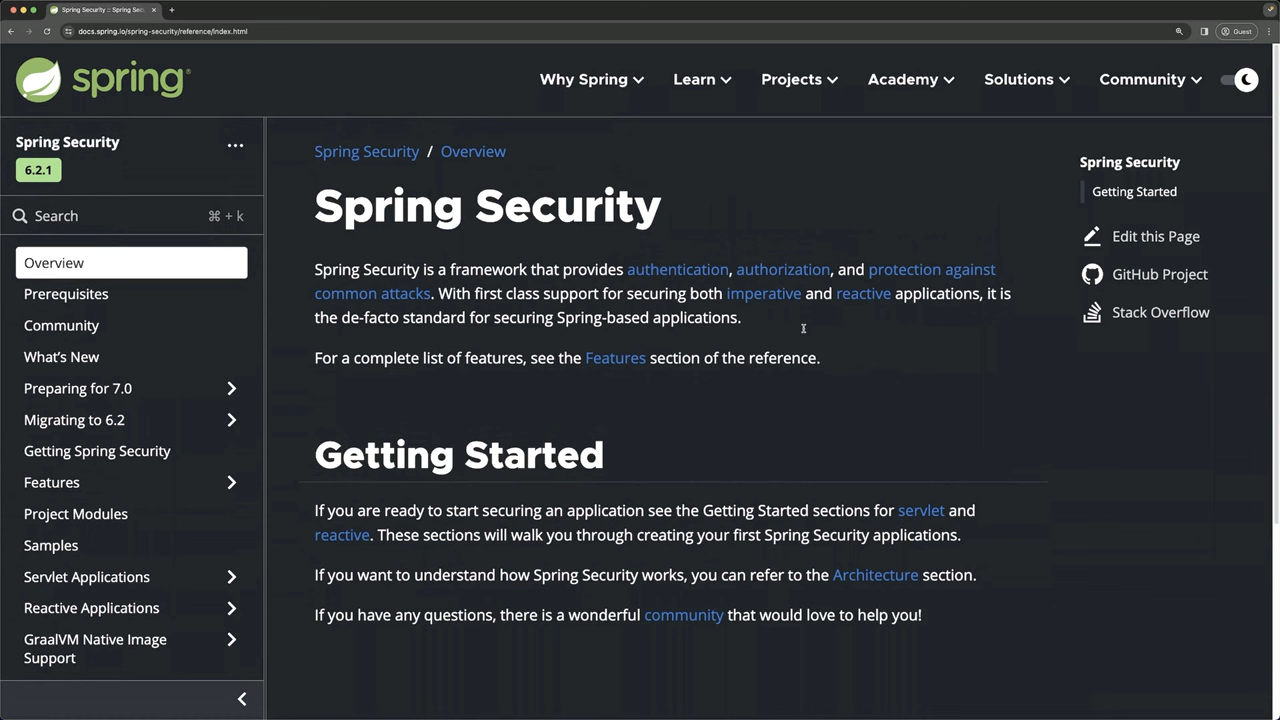 Spring Security :: Spring Sec
docs.spring.io/spring-security/reference/index.html
Guest
spring
Why Spring
Learn
Projects
Academy
Solutions
Community
Spring Security
6.2.1
Search
⌘ + k
Overview
Prerequisites
Community
What's New
Preparing for 7.0
Migrating to 6.2
Getting Spring Security
Features
Project Modules
Samples
Servlet Applications
Reactive Applications
GraalVM Native Image
Support
Spring Security / Overview
Spring Security
Spring Security is a framework that provides authentication, authorization, and protection against
common attacks. With first class support for securing both imperative and reactive applications, it is
the de-facto standard for securing Spring-based applications.
For a complete list of features, see the Features section of the reference.
Getting Started
If you are ready to start securing an application see the Getting Started sections for servlet and
reactive. These sections will walk you through creating your first Spring Security applications.
If you want to understand how Spring Security works, you can refer to the Architecture section.
If you have any questions, there is a wonderful community that would love to help you!
Spring Security
Getting Started
Edit this Page
GitHub Project
Stack Overflow